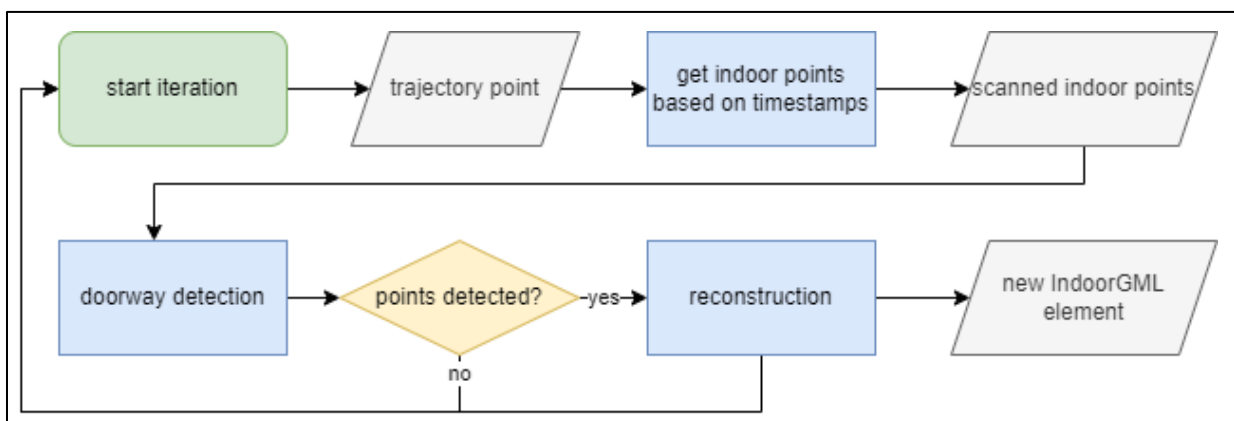 start iteration
trajectory point
get indoor points
based on timestamps
scanned indoor points
doorway detection
points detected?
yes
reconstruction
new IndoorGML
element
no